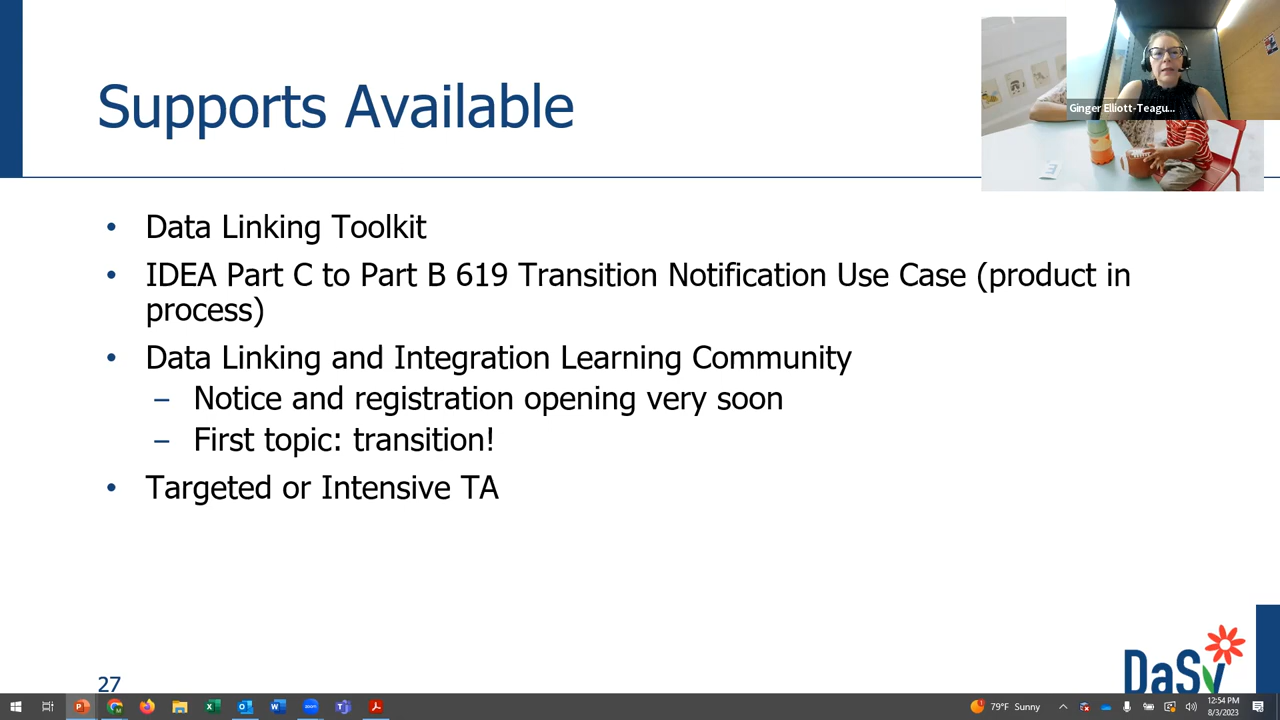 Supports Available
Ginger Elliott-Teagu...
• Data Linking Toolkit
• IDEA Part C to Part B 619 Transition Notification Use Case (product in
process)
• Data Linking and Integration Learning Community
– Notice and registration opening very soon
– First topic: transition!
• Targeted or Intensive TA
27
DaSy
79°F Sunny
12:54 PM
8/3/2023